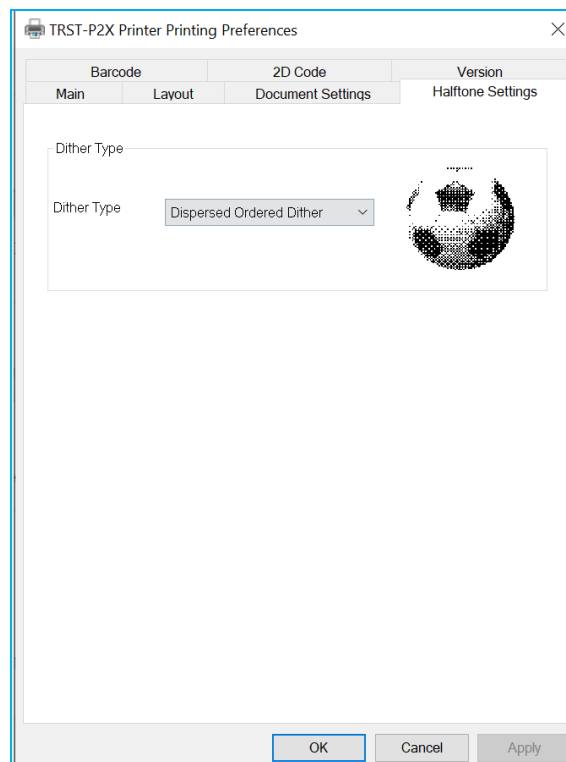 TRST-P2X Printer Printing Preferences
Barcode 2D Code Version
Main Layout Document Settings Halftone Settings
Dither Type
Dither Type Dispersed Ordered Dither
OK Cancel Apply